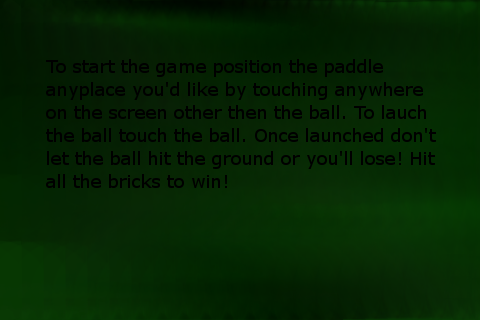 To start the game position the paddle
anyplace you'd like by touching anywhere
on the screen other then the ball. To lauch
the ball touch the ball. Once launched don't
let the ball hit the ground or you'll lose! Hit
all the bricks to win!